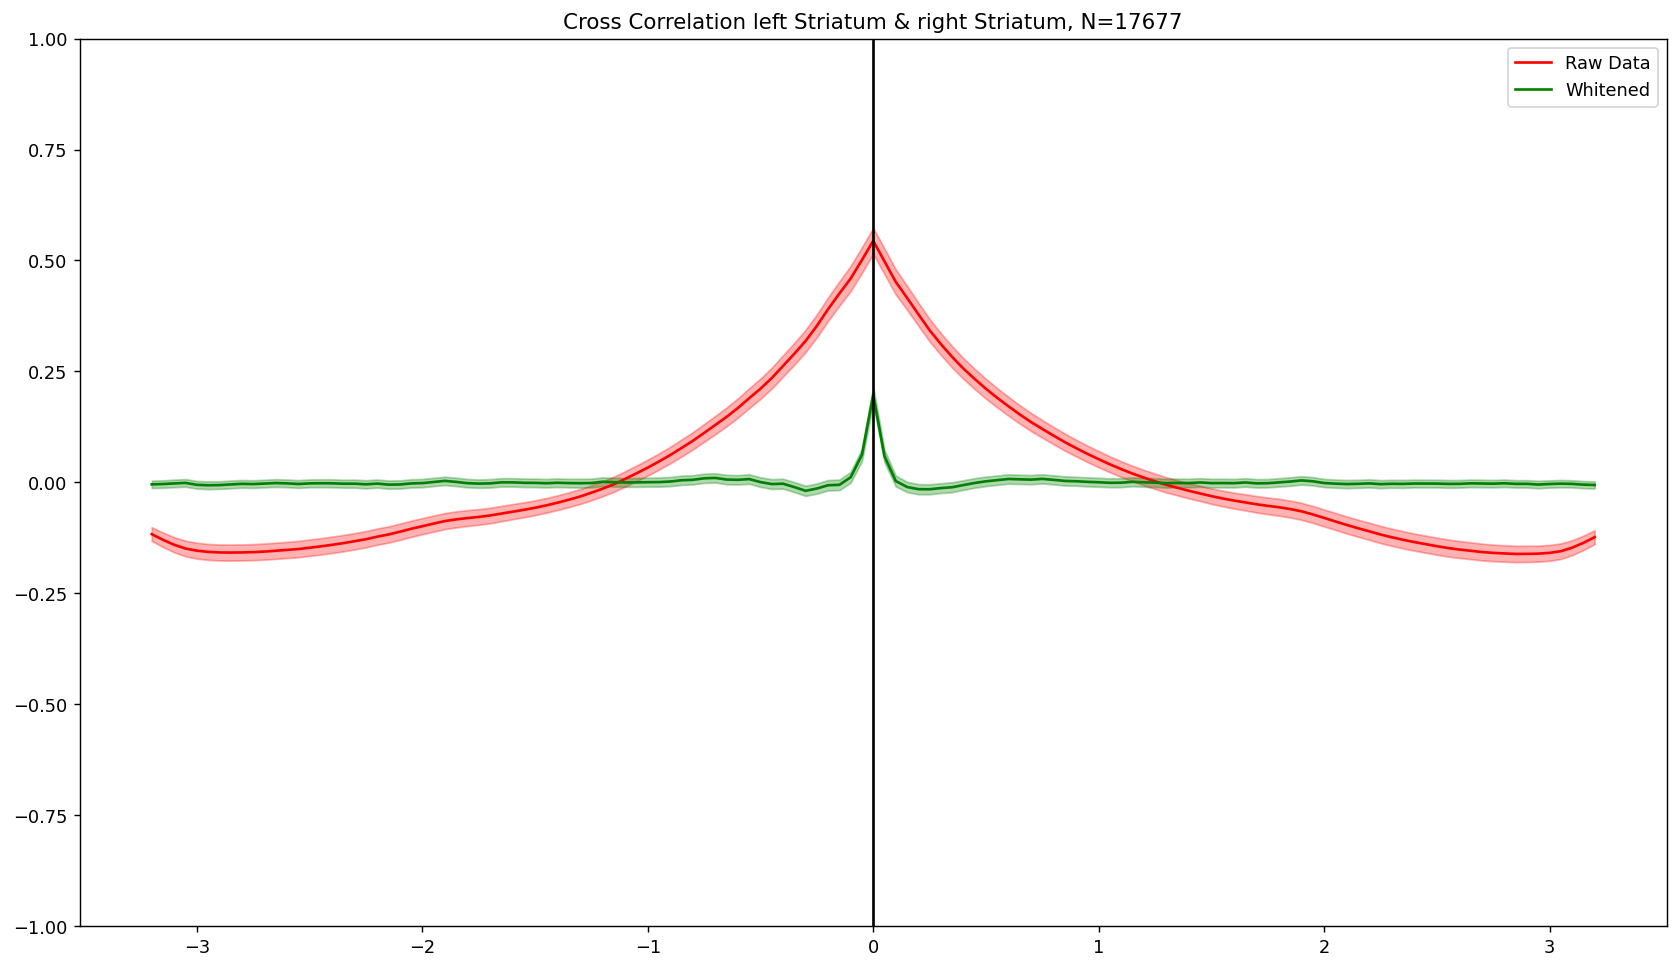 Cross Correlation left Striatum & right Striatum, N=17677
1.00
0.75
0.50
0.25
0.00
−0.25
−0.50
−0.75
−1.00
−3 −2 −1 0 1 2 3
Raw Data
Whitened